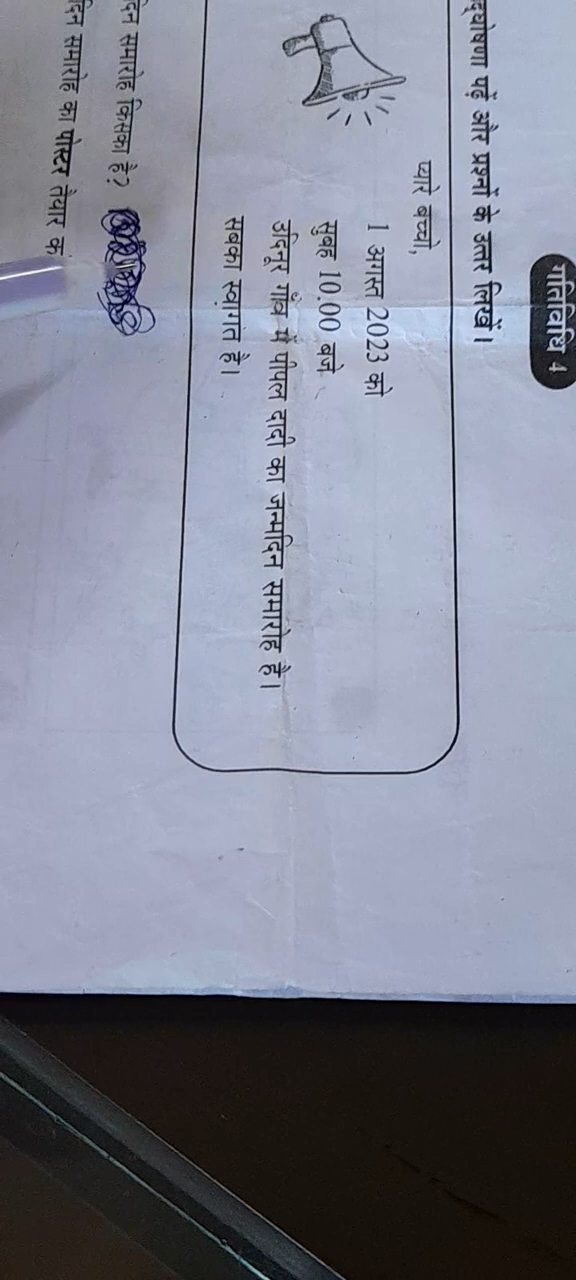 गतिविधि 4
पढ़ें और प्रश्नों के उत्तर लिखें।
प्यारे बच्चो,
1 अगस्त 2023 को
सुबह 10.00 बजे
उदिनूर गाँव में पीपल दादी का जन्मदिन समारोह है।
सबका स्वागत है।
समारोह किसका है?
समारोह का पोस्टर तैयार